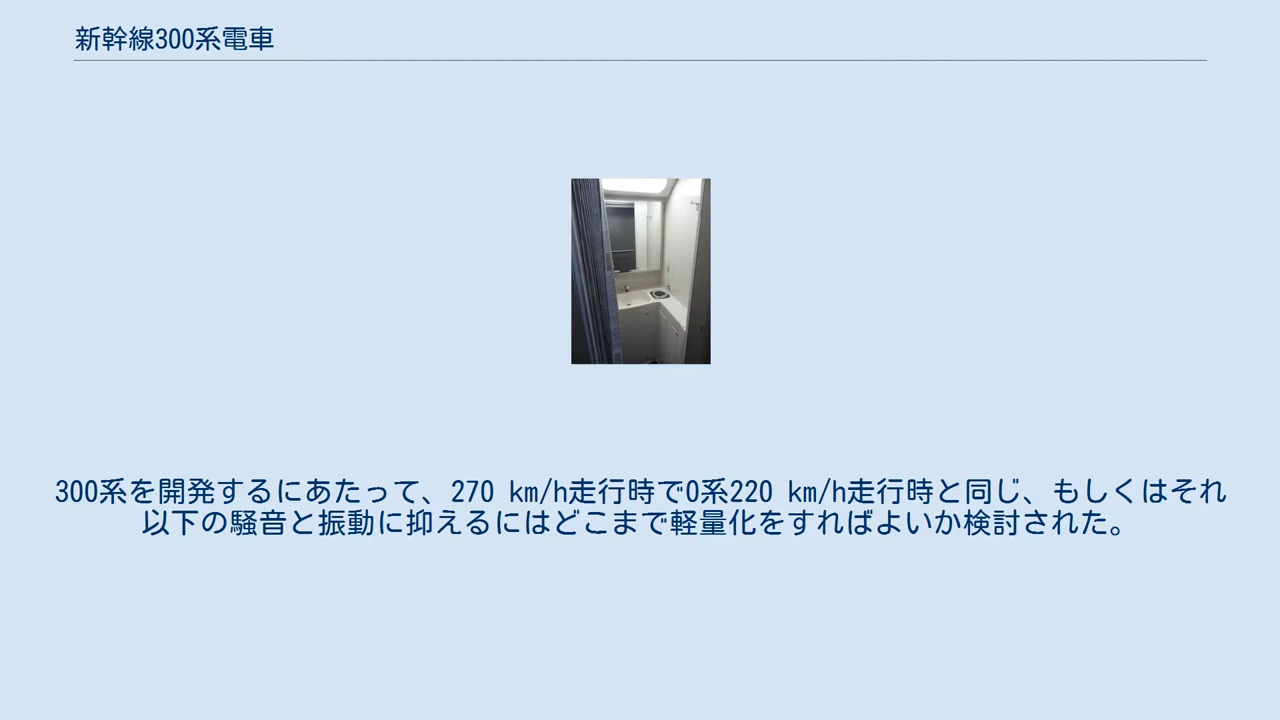 新幹線300系電車
300系を開発するにあたって、270 km/h走行時で0系220 km/h走行時と同じ、もしくはそれ
以下の騒音と振動に抑えるにはどこまで軽量化をすればよいか検討された。